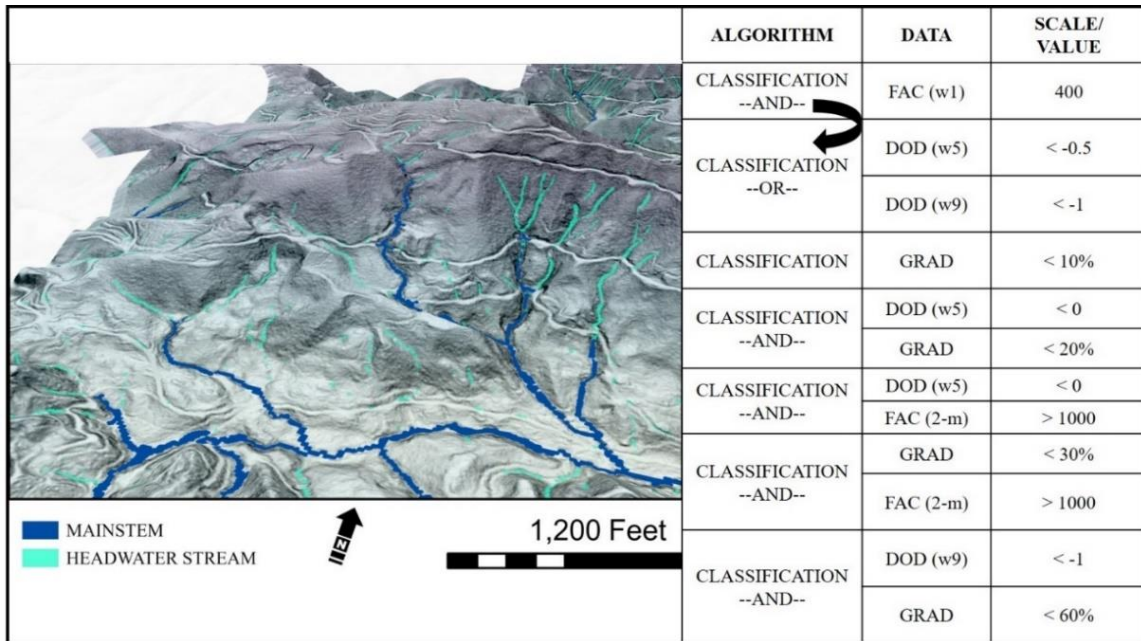 ALGORITHM DATA SCALE/
VALUE
CLASSIFICATION
--AND--
FAC (w1) 400
CLASSIFICATION
--OR--
DOD (w5) < -0.5
DOD (w9) < -1
CLASSIFICATION GRAD < 10%
CLASSIFICATION
--AND--
DOD (w5) < 0
GRAD < 20%
CLASSIFICATION
--AND--
DOD (w5) < 0
FAC (2-m) > 1000
CLASSIFICATION
--AND--
GRAD < 30%
FAC (2-m) > 1000
CLASSIFICATION
--AND--
DOD (w9) < -1
GRAD < 60%
MAINSTEM
HEADWATER STREAM
N
1,200 Feet